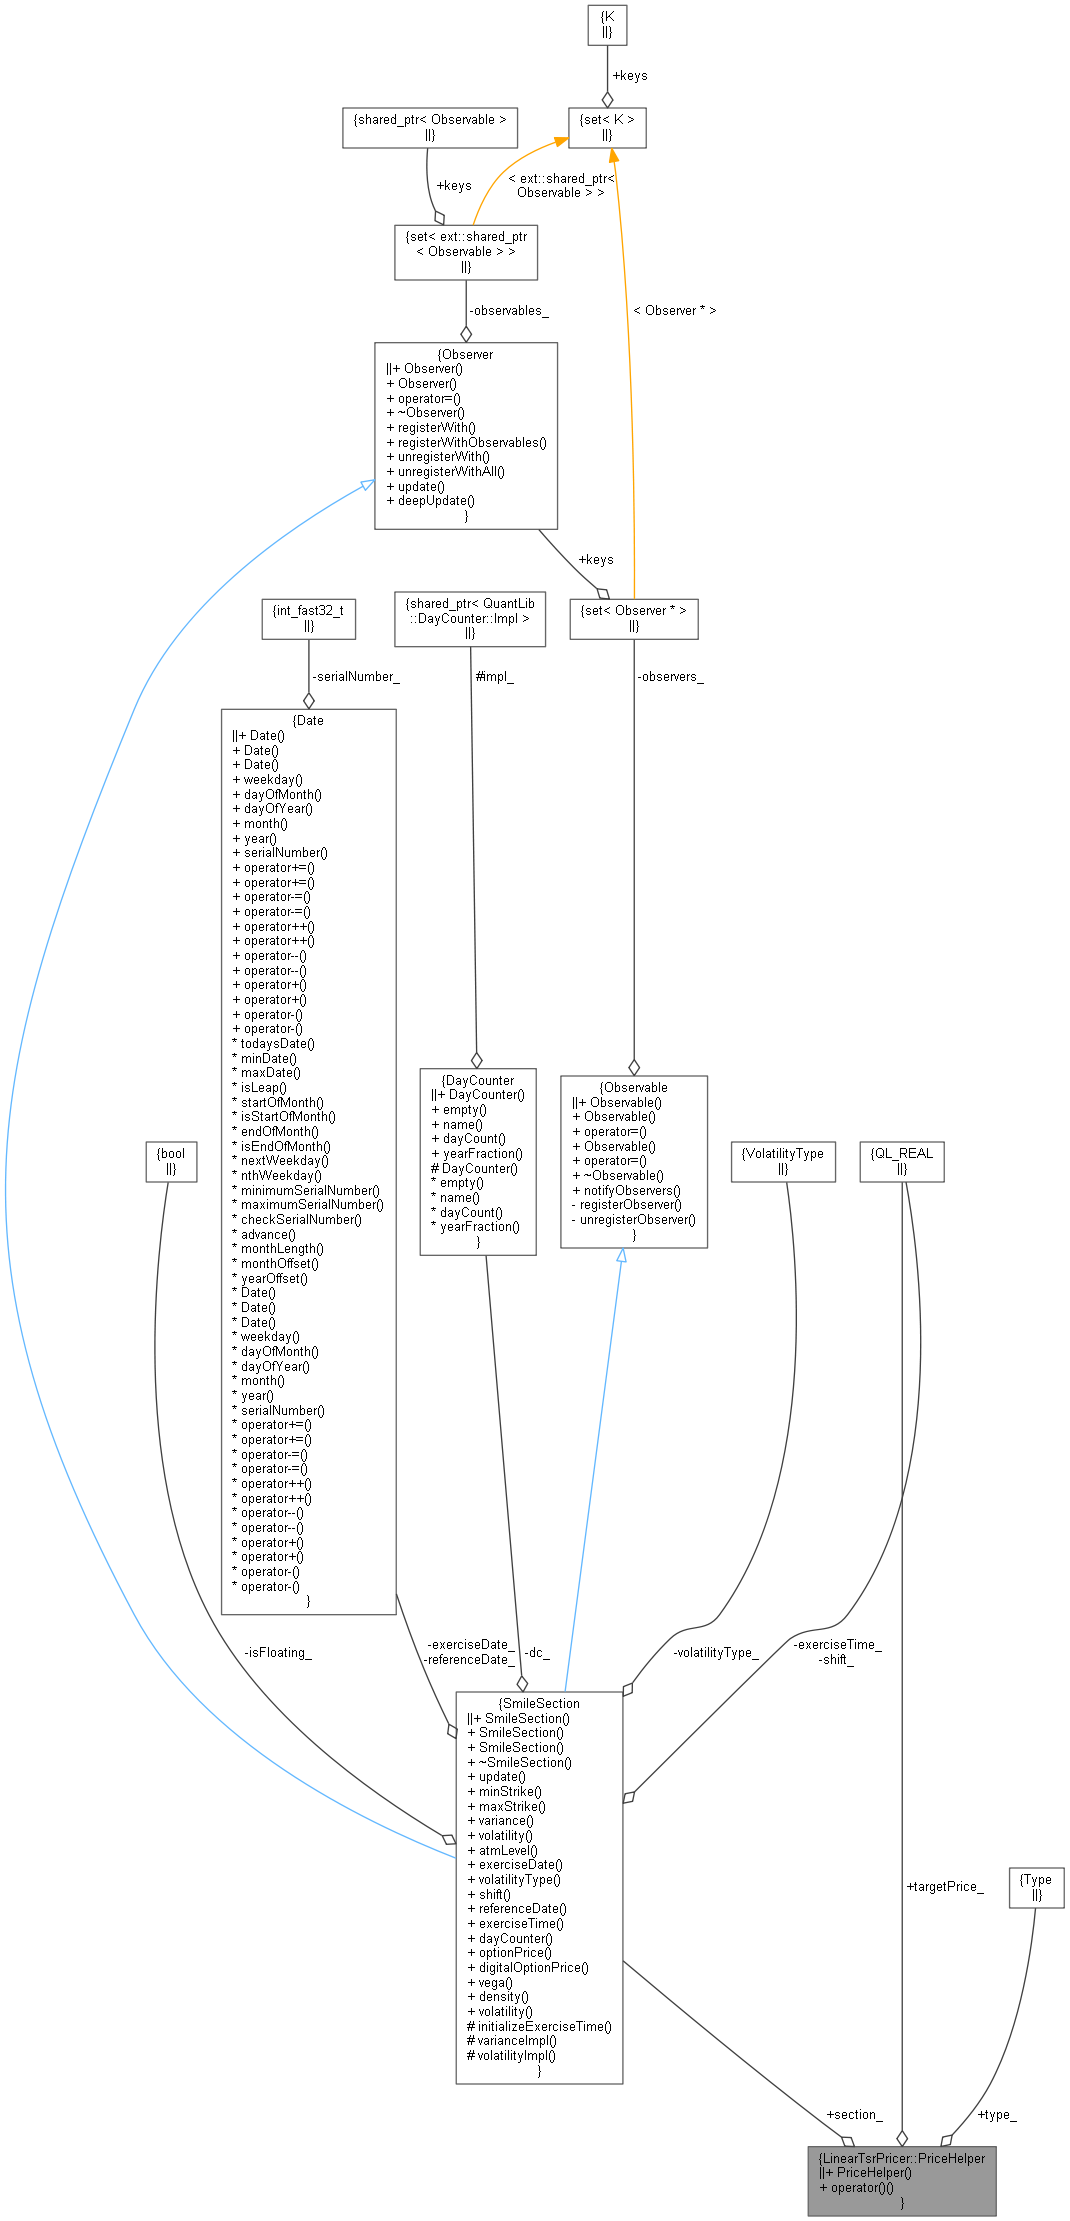 {K
||}
+keys
{shared_ptr< Observable >
||}
{set< K >
||}
+keys
< ext::shared_ptr<
Observable > >
{set< ext::shared_ptr
< Observable > >
||}
-observables_
< Observer * >
{Observer
||+ Observer()
+ Observer()
+ operator=()
+ ~Observer()
+ registerWith()
+ registerWithObservables()
+ unregisterWith()
+ unregisterWithAll()
+ update()
+ deepUpdate()
}
+keys
{int_fast32_t
||}
{shared_ptr< QuantLib
::DayCounter::Impl >
||}
{set< Observer * >
||}
-serialNumber_
#impl_
-observers_
{Date
||+ Date()
+ Date()
+ Date()
+ weekday()
+ dayOfMonth()
+ dayOfYear()
+ month()
+ year()
+ serialNumber()
+ operator+=()
+ operator+=()
+ operator-=()
+ operator-=()
+ operator++()
+ operator++()
+ operator--()
+ operator--()
+ operator+()
+ operator+()
+ operator-()
+ operator-()
* todaysDate()
* minDate()
* maxDate()
* isLeap()
* startOfMonth()
* isStartOfMonth()
* endOfMonth()
* isEndOfMonth()
* nextWeekday()
* nthWeekday()
* minimumSerialNumber()
* maximumSerialNumber()
* checkSerialNumber()
* advance()
* monthLength()
* monthOffset()
* yearOffset()
* Date()
* Date()
* Date()
* weekday()
* dayOfMonth()
* dayOfYear()
* month()
* year()
* serialNumber()
* operator+=()
* operator+=()
* operator-=()
* operator-=()
* operator++()
* operator++()
* operator--()
* operator--()
* operator+()
* operator+()
* operator-()
* operator-()
}
{DayCounter
||+ DayCounter()
+ empty()
+ name()
+ dayCount()
+ yearFraction()
# DayCounter()
* empty()
* name()
* dayCount()
* yearFraction()
}
{Observable
||+ Observable()
+ Observable()
+ operator=()
+ Observable()
+ operator=()
+ ~Observable()
+ notifyObservers()
- registerObserver()
- unregisterObserver()
}
{bool
||}
{VolatilityType
||}
{QL_REAL
||}
-isFloating_
-exerciseDate_
-referenceDate_
-dc_
-volatilityType_
-exerciseTime_
-shift_
{SmileSection
||+ SmileSection()
+ SmileSection()
+ SmileSection()
+ ~SmileSection()
+ update()
+ minStrike()
+ maxStrike()
+ variance()
+ volatility()
+ atmLevel()
+ exerciseDate()
+ volatilityType()
+ shift()
+ referenceDate()
+ exerciseTime()
+ dayCounter()
+ optionPrice()
+ digitalOptionPrice()
+ vega()
+ density()
+ volatility()
# initializeExerciseTime()
# varianceImpl()
# volatilityImpl()
}
+targetPrice_
{Type
||}
+section_
+type_
{LinearTsrPricer::PriceHelper
||+ PriceHelper()
+ operator()()
}